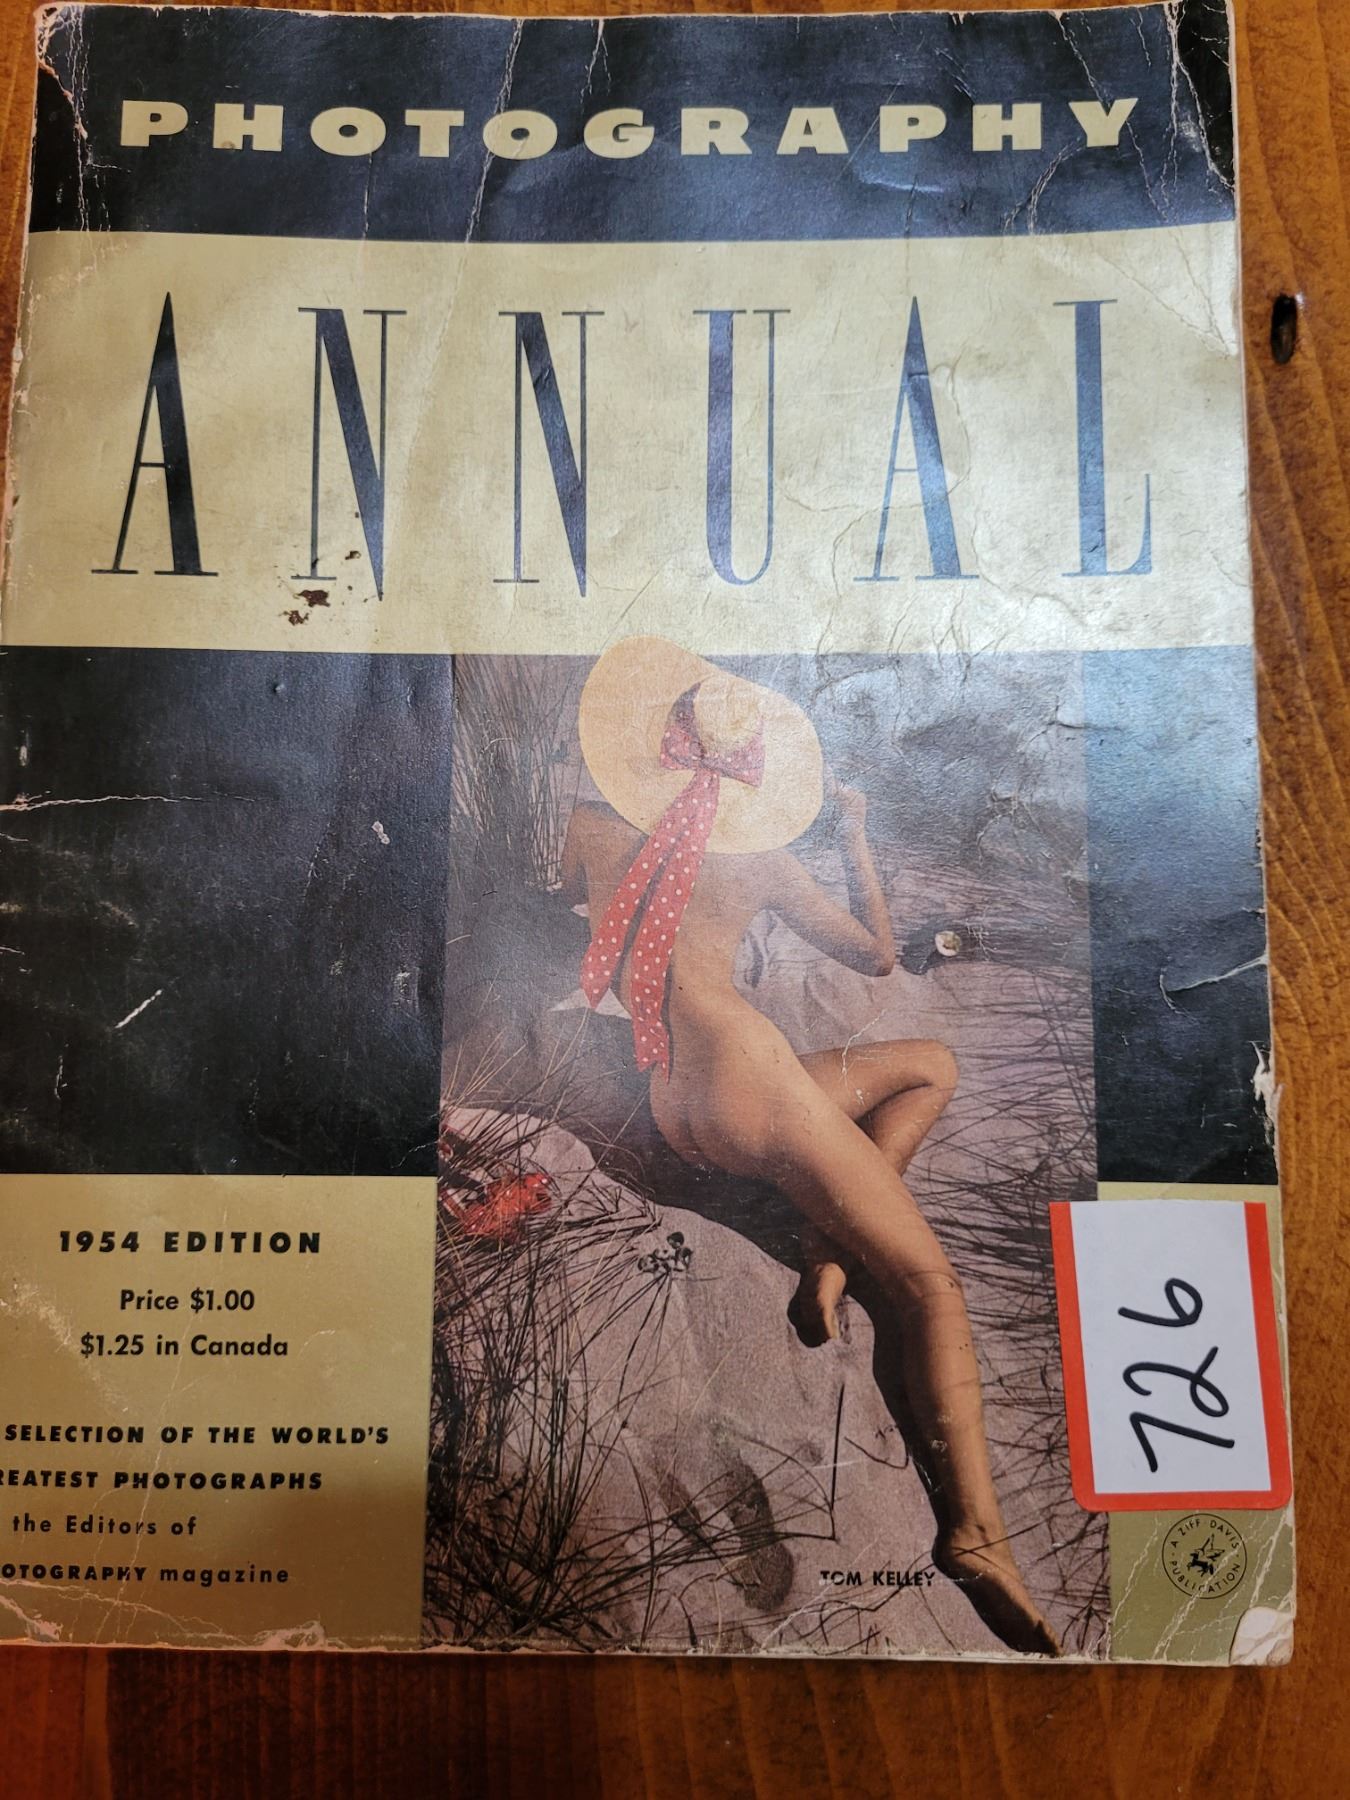 PHOTOGRAPHY
ANNUAL
1954 EDITION
Price $1.00
$1.25 in Canada
SELECTION OF THE WORLD'S
REATEST PHOTOGRAPHS
the Editors of
OTOGRAPHY magazine
TOM KELLEY
726
A ZIFF-DAVIS PUBLICATION